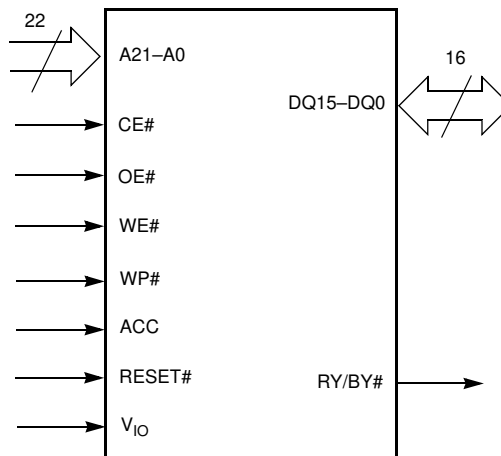 22
A21–A0
16
DQ15–DQ0
CE#
OE#
WE#
WP#
ACC
RESET#
RY/BY#
VIO